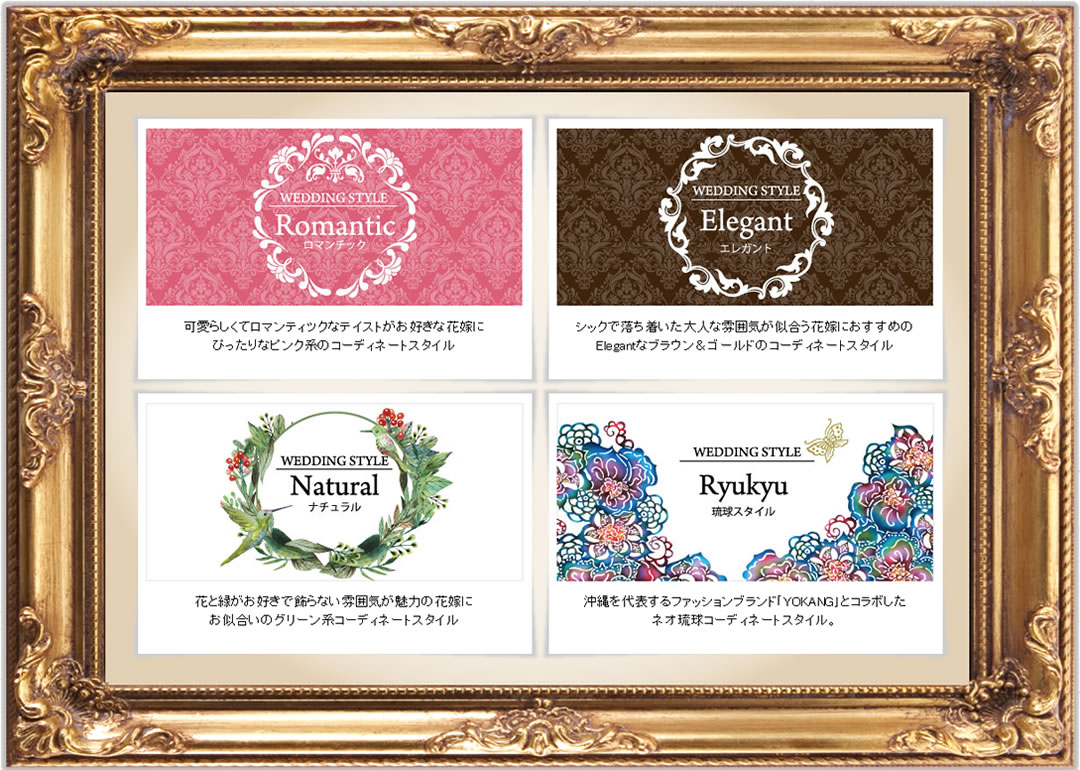 WEDDING STYLE
Romantic
ロマンチック
可愛らしくてロマンティックなテイストがお好きな花嫁に
ぴったりなピンク系のコーディネートスタイル
WEDDING STYLE
Elegant
エレガント
シックで落ち着いた大人な雰囲気が似合う花嫁におすすめの
Elegantなブラウン＆ゴールドのコーディネートスタイル
WEDDING STYLE
Natural
ナチュラル
花と緑がお好きで飾らない雰囲気が魅力の花嫁に
お似合いのグリーン系コーディネートスタイル
WEDDING STYLE
Ryukyu
琉球スタイル
沖縄を代表するファッションブランド「YOKANG」とコラボした
ネオ琉球コーディネートスタイル。